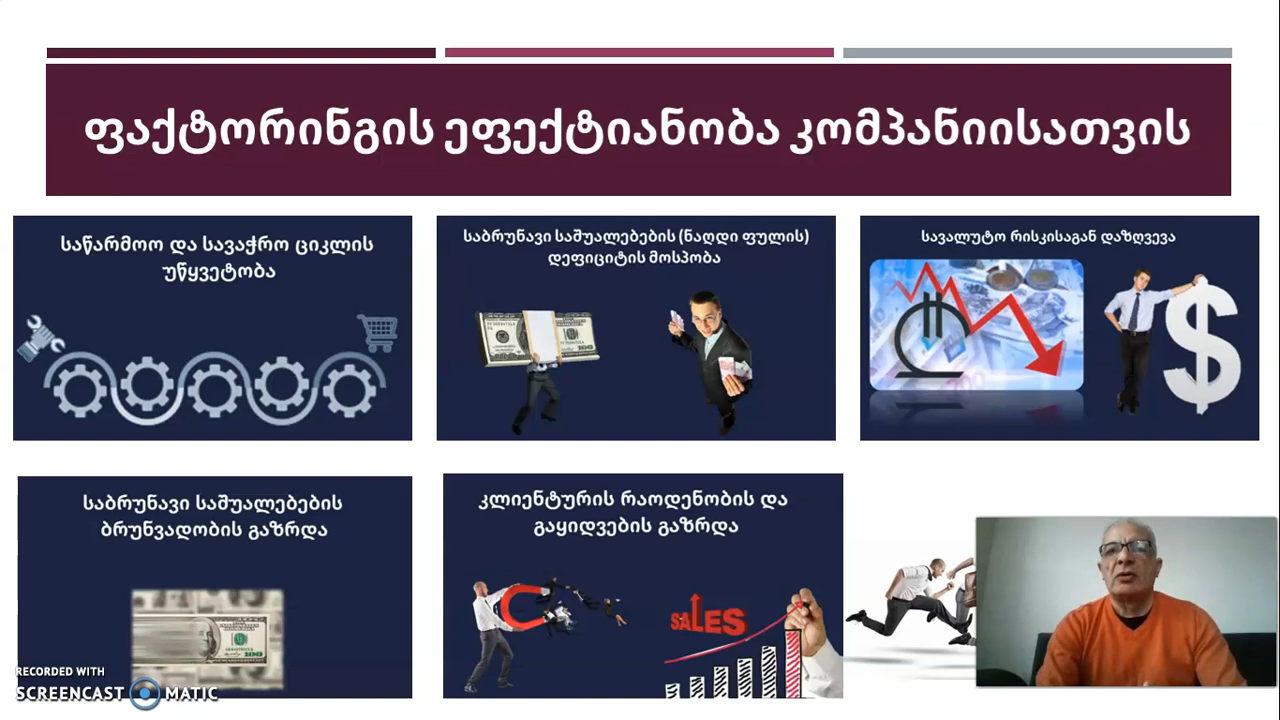 ფაქტორინგის ეფექტიანობა კომპანიისათვის
საწარმოო და სავაჭრო ციკლის
უწყვეტობა
საბრუნავი საშუალებების (ნაღდი ფულის)
დეფიციტის მოსპობა
სავალუტო რისკისაგან დაზღვევა
საბრუნავი საშუალებების
ბრუნვადობის გაზრდა
კლიენტურის რაოდენობის და
გაყიდვების გაზრდა
SALES
RECORDED WITH
SCREENCAST MATIC